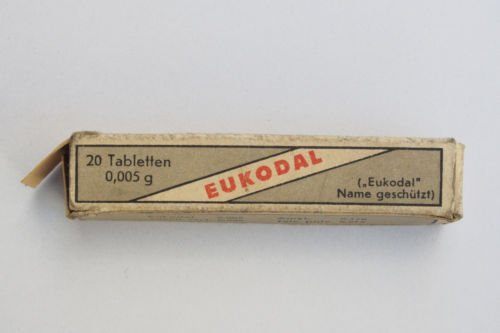 20 Tabletten
0,005 g
EUKODAL
(„Eukodal"
Name geschützt)